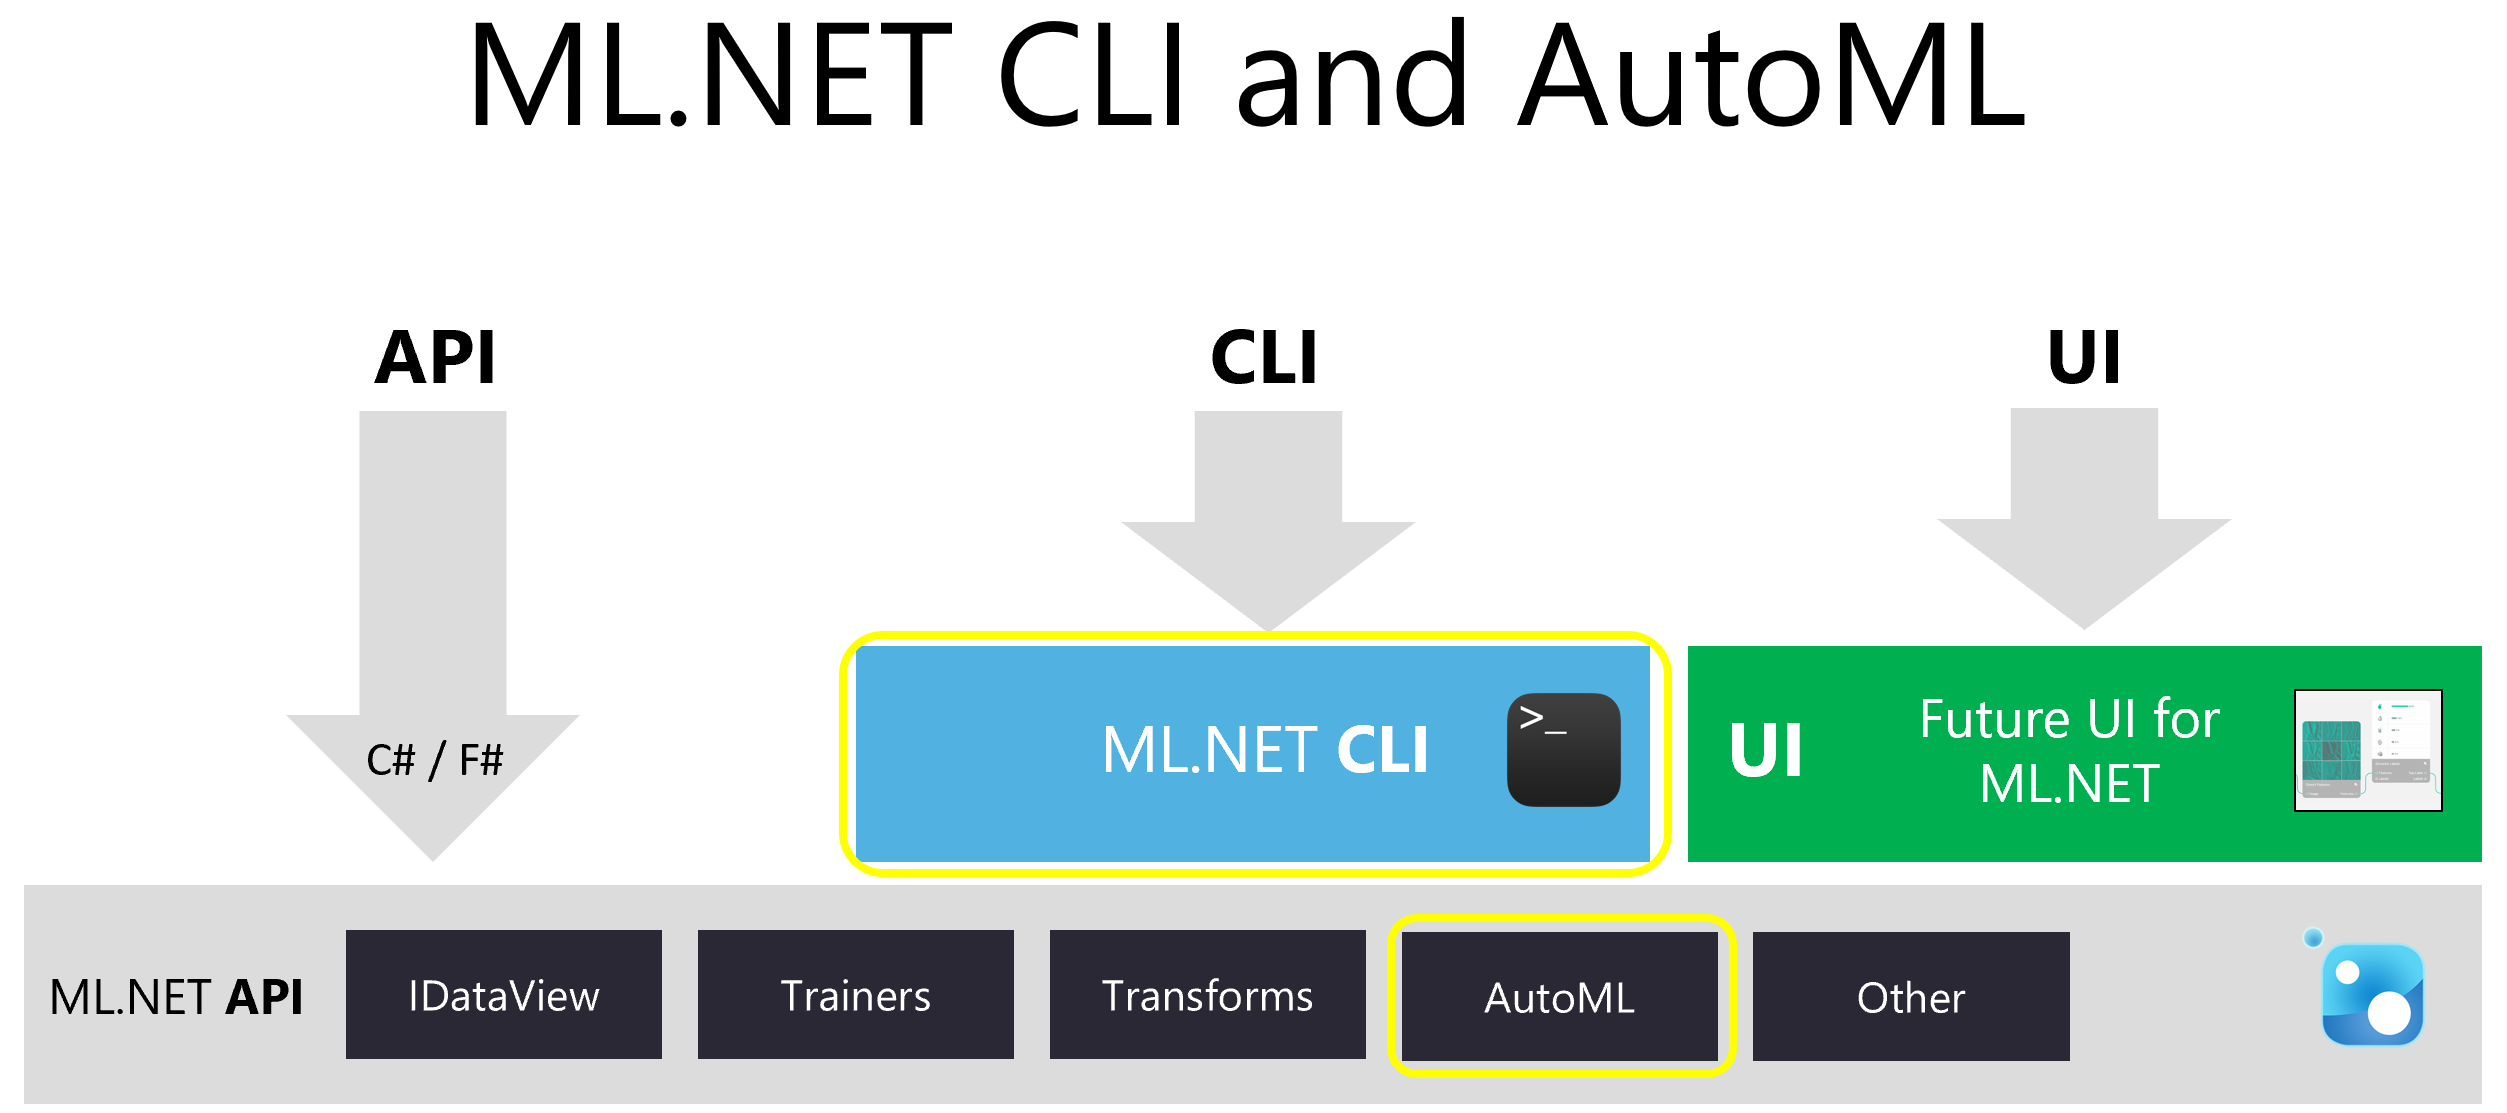 ML.NET CLI and AutoML
API
CLI
UI
C# / F#
ML.NET CLI
>_
UI
Future UI for
ML.NET
ML.NET API
IDataView
Trainers
Transforms
AutoML
Other